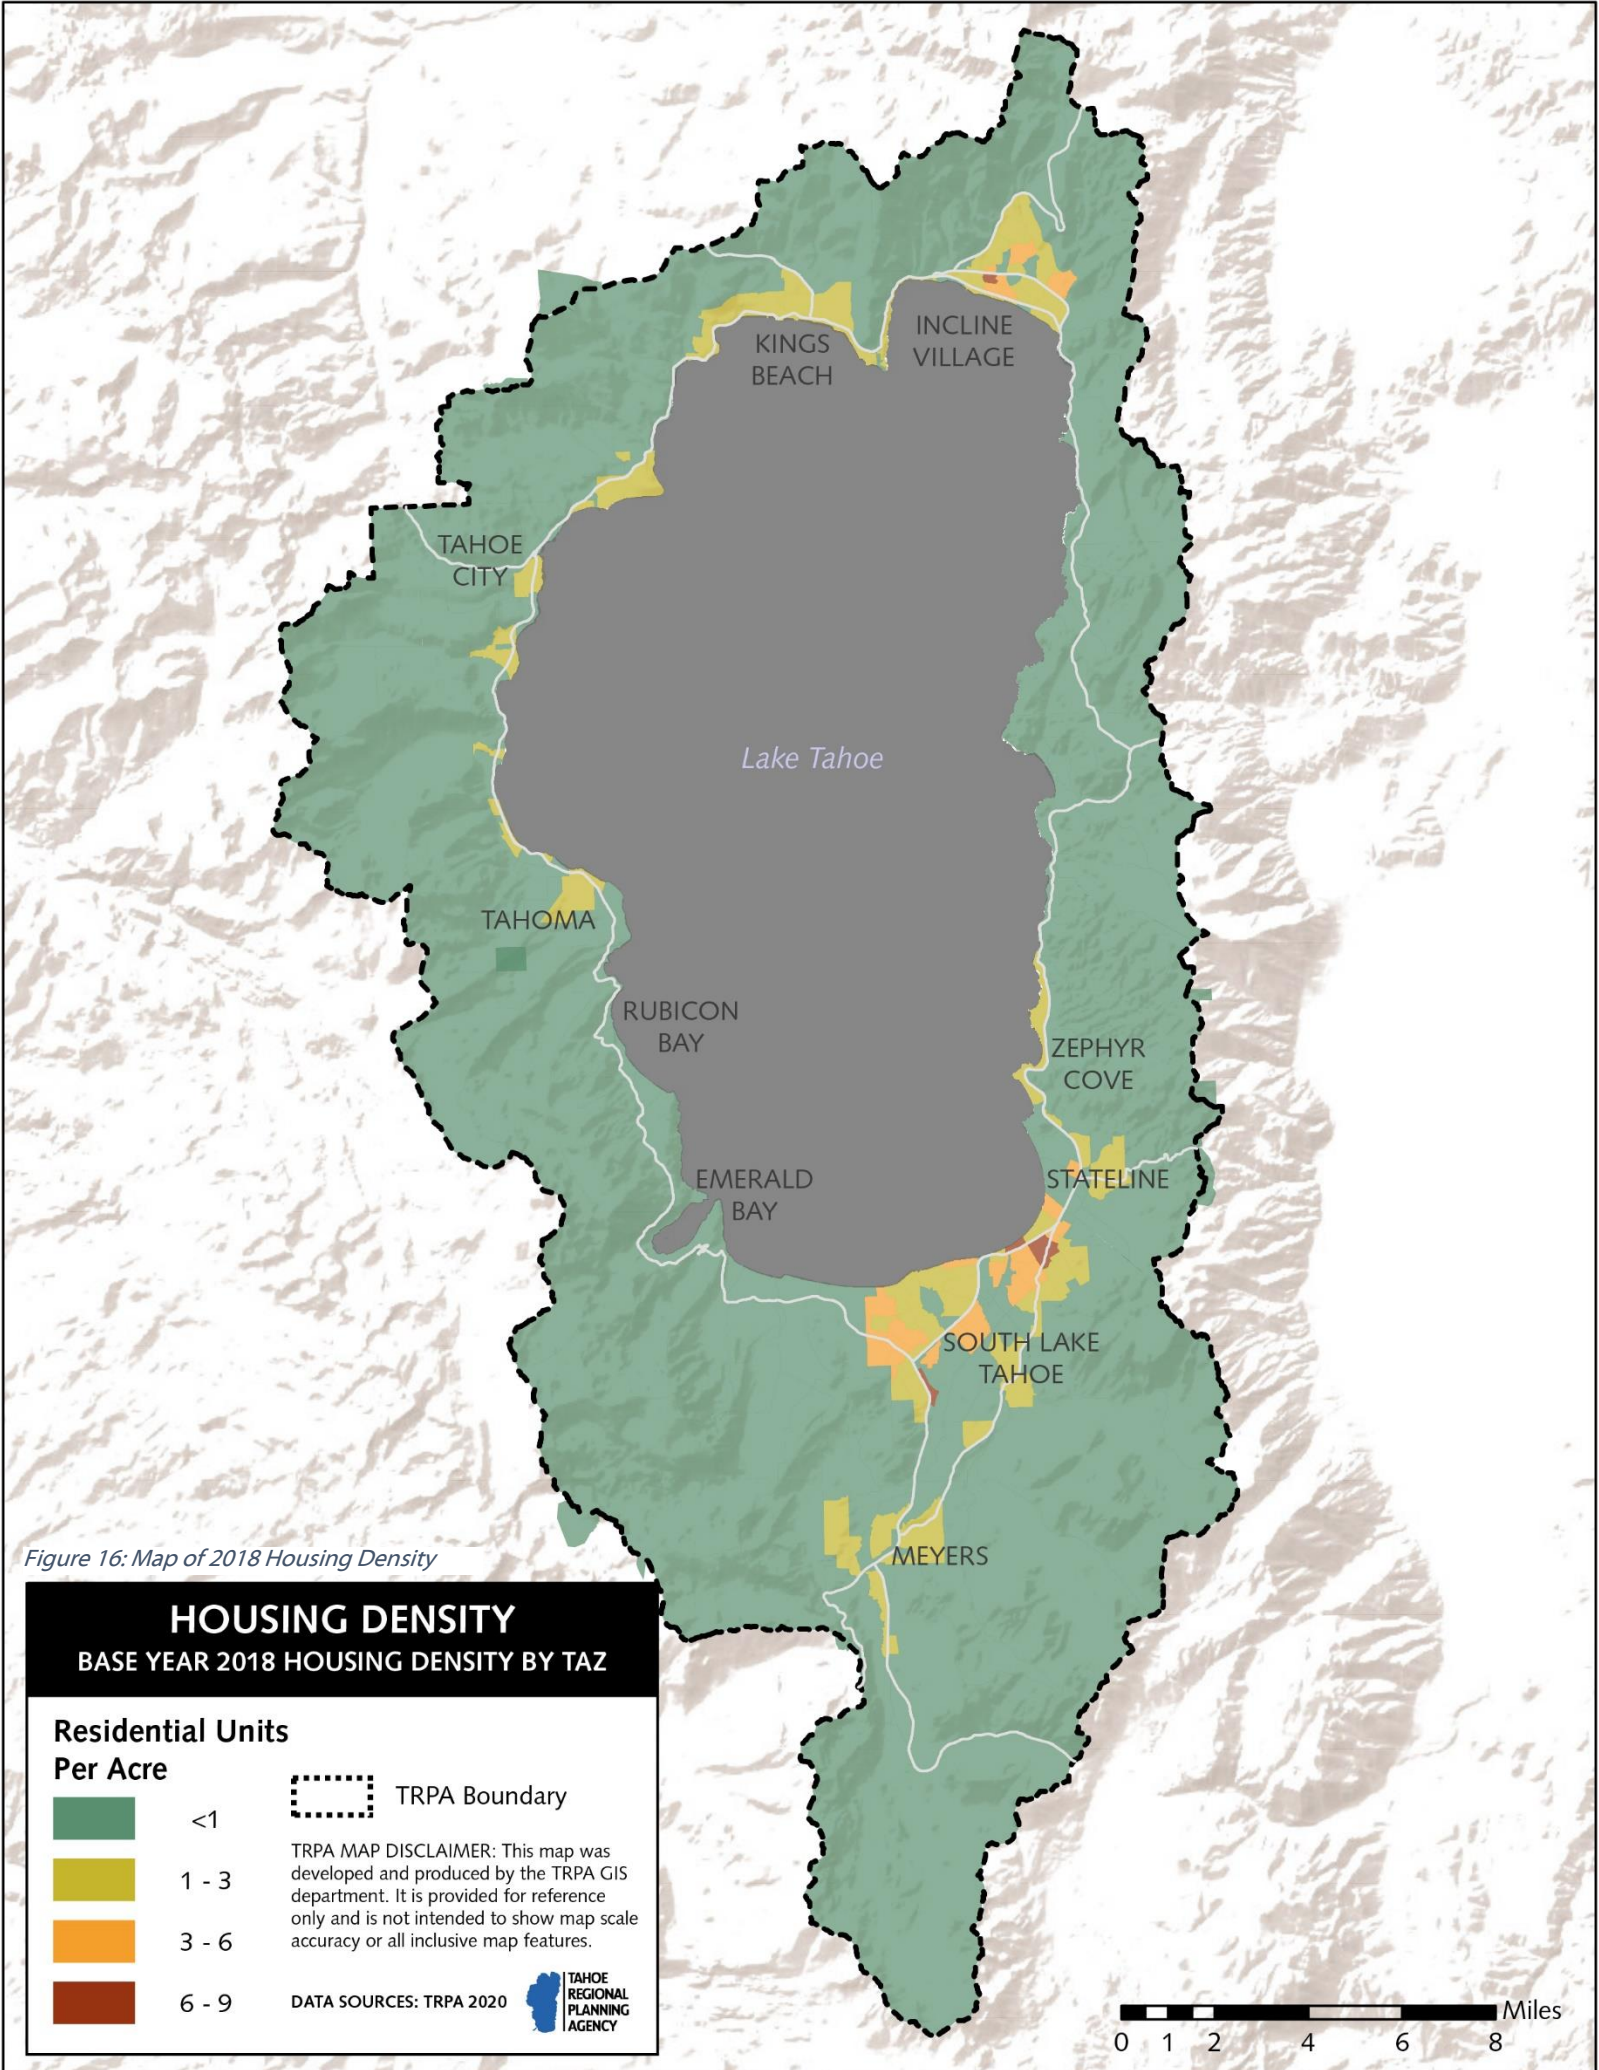 KINGS
BEACH
INCLINE
VILLAGE
TAHOE
CITY
Lake Tahoe
TAHOMA
RUBICON
BAY
ZEPHYR
COVE
EMERALD
BAY
STATELINE
SOUTH LAKE
TAHOE
MEYERS
Figure 16: Map of 2018 Housing Density
HOUSING DENSITY
BASE YEAR 2018 HOUSING DENSITY BY TAZ
Residential Units
Per Acre
<1
1 - 3
3 - 6
6 - 9
TRPA Boundary
TRPA MAP DISCLAIMER: This map was
developed and produced by the TRPA GIS
department. It is provided for reference
only and is not intended to show map scale
accuracy or all inclusive map features.
DATA SOURCES: TRPA 2020
TAHOE
REGIONAL
PLANNING
AGENCY
Miles
0 1 2 4 6 8